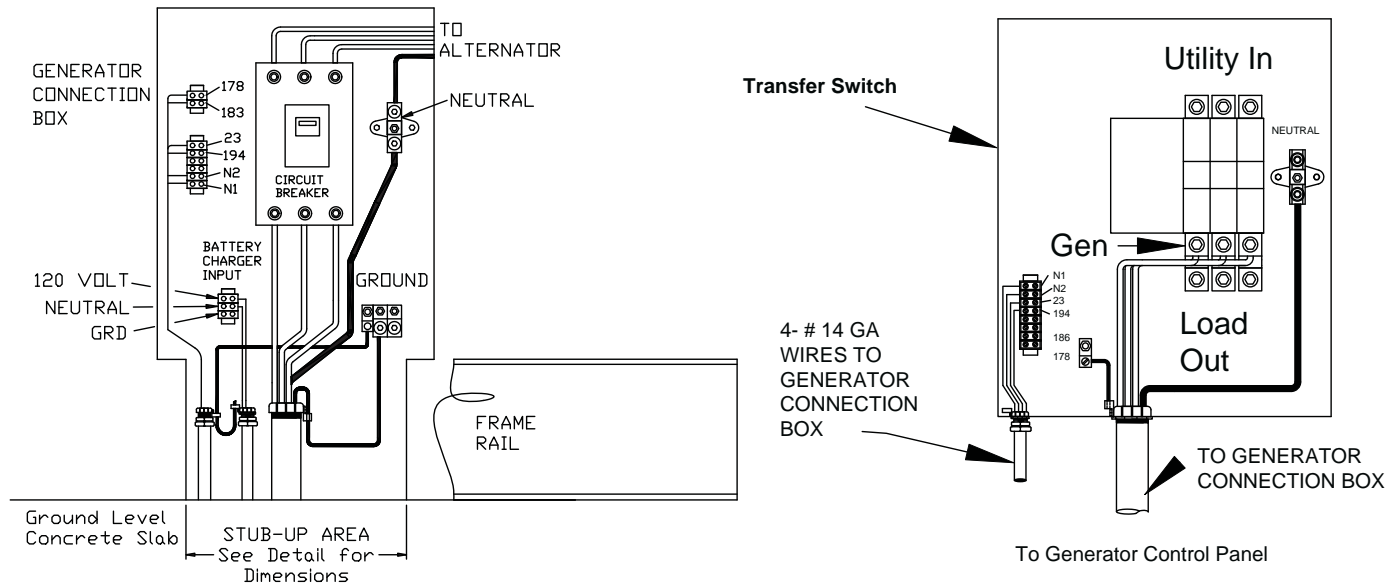 TO
ALTERNATOR
GENERATOR
CONNECTION
BOX
178
183
NEUTRAL
23
194
N2
N1
CIRCUIT
BREAKER
BATTERY
CHARGER
INPUT
GROUND
120 VOLT
NEUTRAL
GRD
FRAME
RAIL
Ground Level
Concrete Slab
STUB-UP AREA
See Detail for
Dimensions
Transfer Switch
Utility In
NEUTRAL
Gen
N1
N2
23
194
186
178
Load
Out
4- # 14 GA
WIRES TO
GENERATOR
CONNECTION
BOX
TO GENERATOR
CONNECTION BOX
To Generator Control Panel